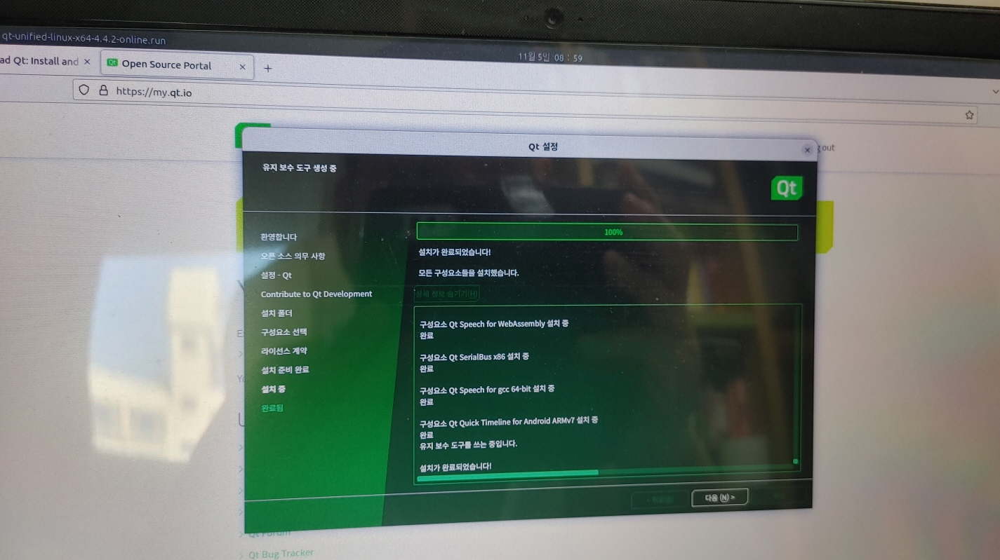 qt-unified-linux-x64-4.4.2-online.run
11월 5일 08 : 59
ad Qt: Install and
Qt Open Source Portal
https://my.qt.io
Qt 설정
g out
유지 보수 도구 생성 중
Qt
환영합니다
오픈 소스 의무 사항
설정 - Qt
Contribute to Qt Development
설치 폴더
구성요소 선택
라이선스 계약
설치 준비 완료
설치 중
완료됨
100%
설치가 완료되었습니다!
모든 구성요소들을 설치했습니다.
상세 정보 숨기기(H)
구성요소 Qt Speech for WebAssembly 설치 중
완료
구성요소 Qt SerialBus x86 설치 중
완료
구성요소 Qt Speech for gcc 64-bit 설치 중
완료
구성요소 Qt Quick Timeline for Android ARMv7 설치 중
완료
유지 보수 도구를 쓰는 중입니다.
설치가 완료되었습니다!
다음 (N) >
Qt Forum
Qt Bug Tracker